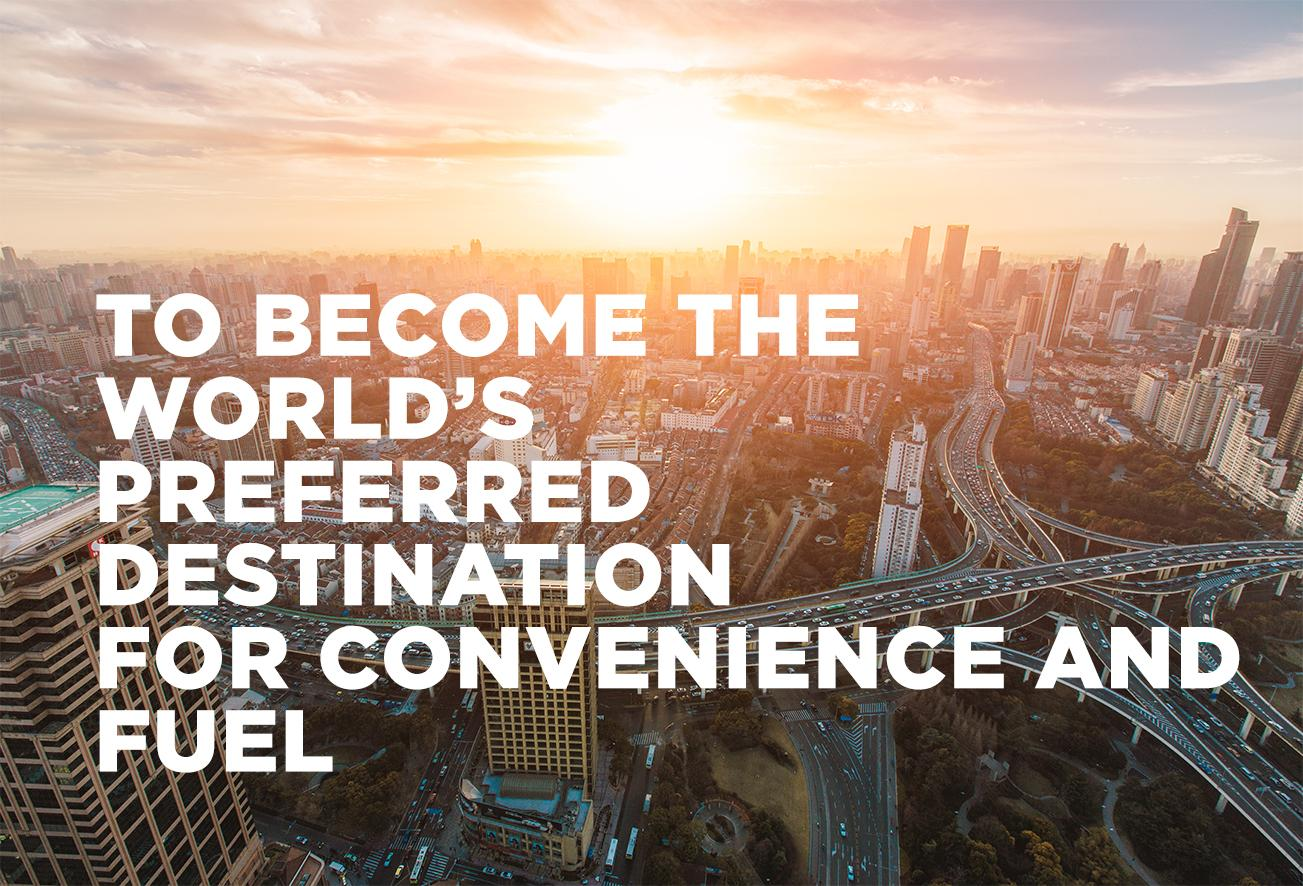 TO BECOME THE
WORLD’S
PREFERRED
DESTINATION
FOR CONVENIENCE AND
FUEL